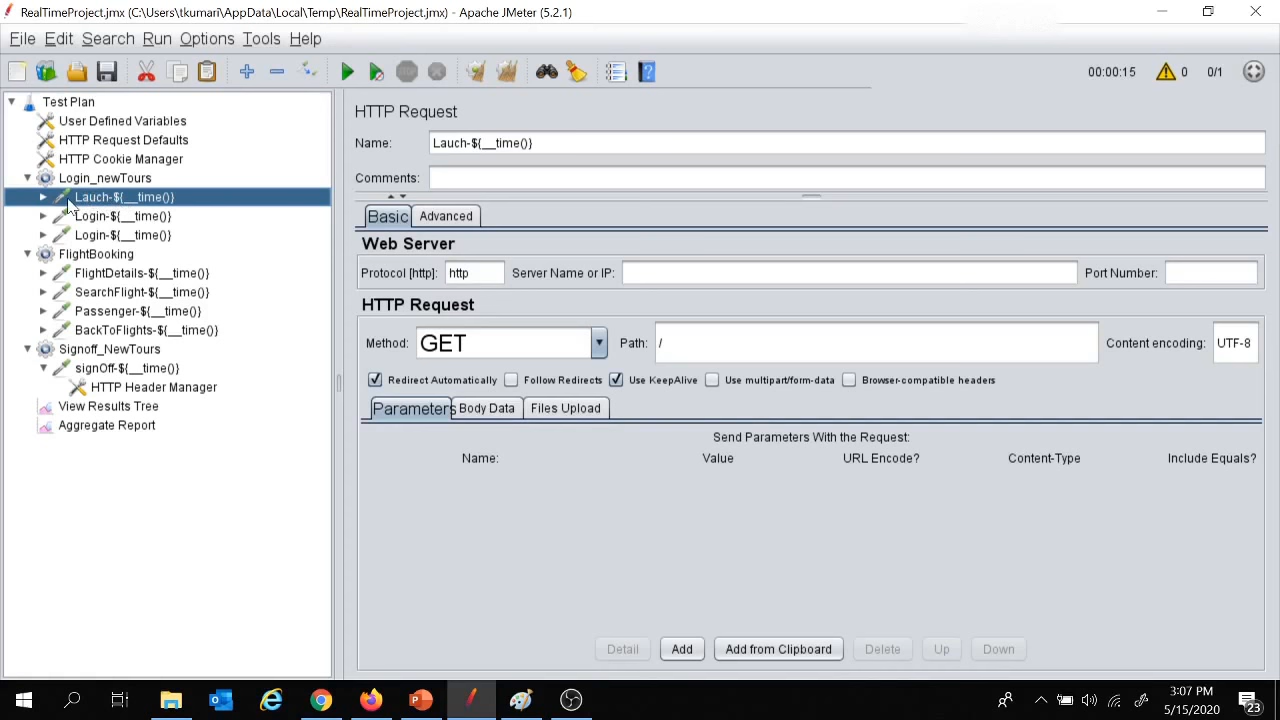 RealTimeProject.jmx (C:\Users\tkumari\AppData\Local\Temp\RealTimeProject.jmx) - Apache JMeter (5.2.1)
File Edit Search Run Options Tools Help
00:00:15 0 0/1
Test Plan
User Defined Variables
HTTP Request Defaults
HTTP Cookie Manager
Login_newTours
Lauch-${__time()}
Login-${__time()}
Login-${__time()}
FlightBooking
FlightDetails-${__time()}
SearchFlight-${__time()}
Passenger-${__time()}
BackToFlights-${__time()}
Signoff_NewTours
signOff-${__time()}
HTTP Header Manager
View Results Tree
Aggregate Report
HTTP Request
Name: Lauch-${__time()}
Comments:
Basic Advanced
Web Server
Protocol [http]: http Server Name or IP: Port Number:
HTTP Request
Method: GET Path: / Content encoding: UTF-8
Redirect Automatically Follow Redirects Use KeepAlive Use multipart/form-data Browser-compatible headers
Parameters Body Data Files Upload
Send Parameters With the Request:
Name: Value URL Encode? Content-Type Include Equals?
Detail Add Add from Clipboard Delete Up Down
3:07 PM
5/15/2020
23